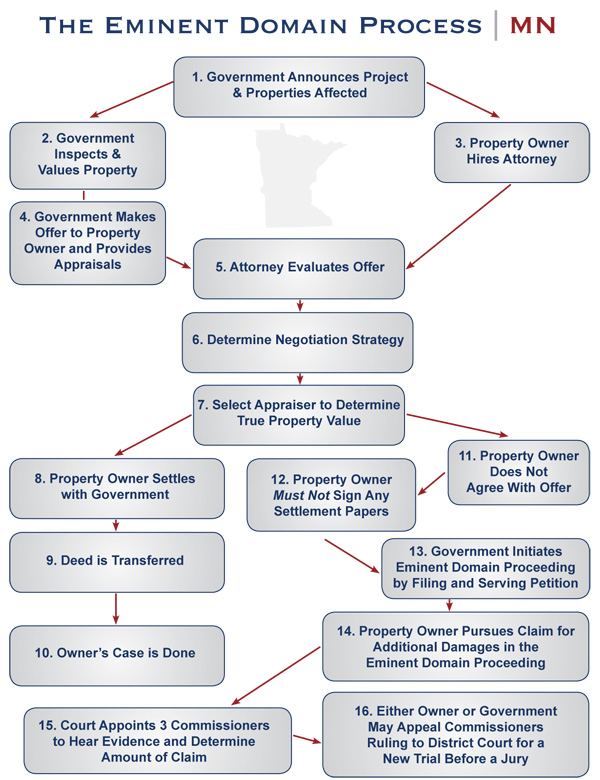 The Eminent Domain Process | MN
1. Government Announces Project
& Properties Affected
2. Government
Inspects &
Values Property
3. Property Owner
Hires Attorney
4. Government Makes
Offer to Property
Owner and Provides
Appraisals
5. Attorney Evaluates Offer
6. Determine Negotiation Strategy
7. Select Appraiser to Determine
True Property Value
8. Property Owner Settles
with Government
9. Deed is Transferred
10. Owner's Case is Done
11. Property Owner
Does Not
Agree With Offer
12. Property Owner
Must Not Sign Any
Settlement Papers
13. Government Initiates
Eminent Domain Proceeding
by Filing and Serving Petition
14. Property Owner Pursues Claim for
Additional Damages in the
Eminent Domain Proceeding
15. Court Appoints 3 Commissioners
to Hear Evidence and Determine
Amount of Claim
16. Either Owner or Government
May Appeal Commissioners
Ruling to District Court for a
New Trial Before a Jury